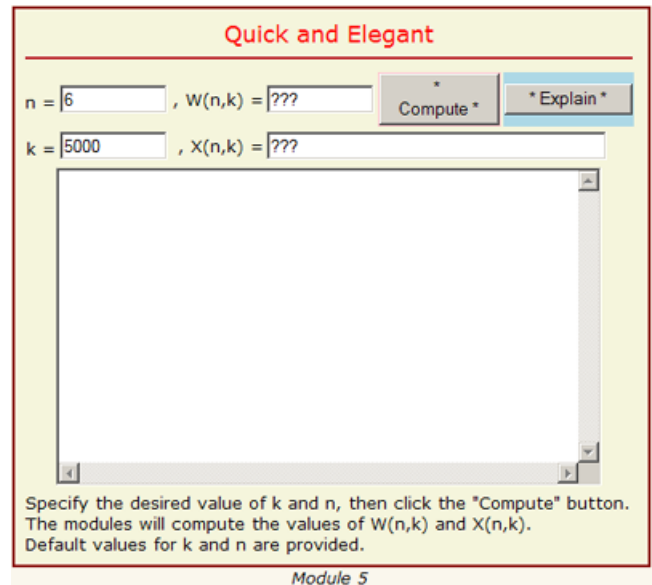 Quick and Elegant
n = 6 , W(n,k) = ??? * Compute * * Explain *
k = 5000 , X(n,k) = ???
Specify the desired value of k and n, then click the "Compute" button.
The modules will compute the values of W(n,k) and X(n,k).
Default values for k and n are provided.
Module 5